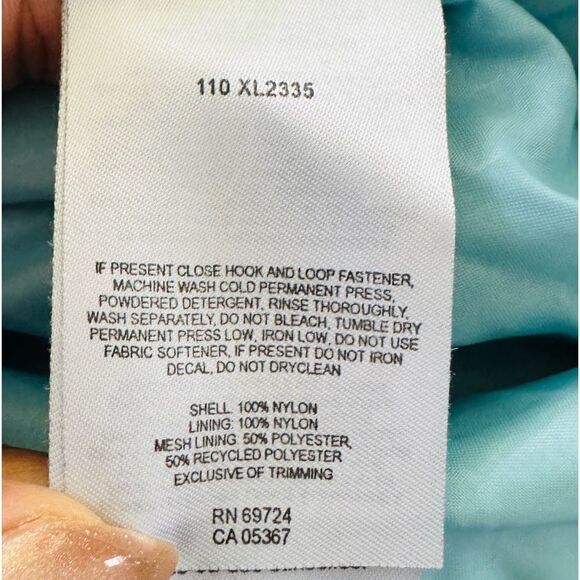 110 XL2335
IF PRESENT CLOSE HOOK AND LOOP FASTENER,
MACHINE WASH COLD PERMANENT PRESS,
POWDERED DETERGENT, RINSE THOROUGHLY,
WASH SEPARATELY, DO NOT BLEACH, TUMBLE DRY
PERMANENT PRESS LOW, IRON LOW, DO NOT USE
FABRIC SOFTENER, IF PRESENT DO NOT IRON
DECAL, DO NOT DRYCLEAN
SHELL: 100% NYLON
LINING: 100% NYLON
MESH LINING: 50% POLYESTER,
50% RECYCLED POLYESTER
EXCLUSIVE OF TRIMMING
RN 69724
CA 05367